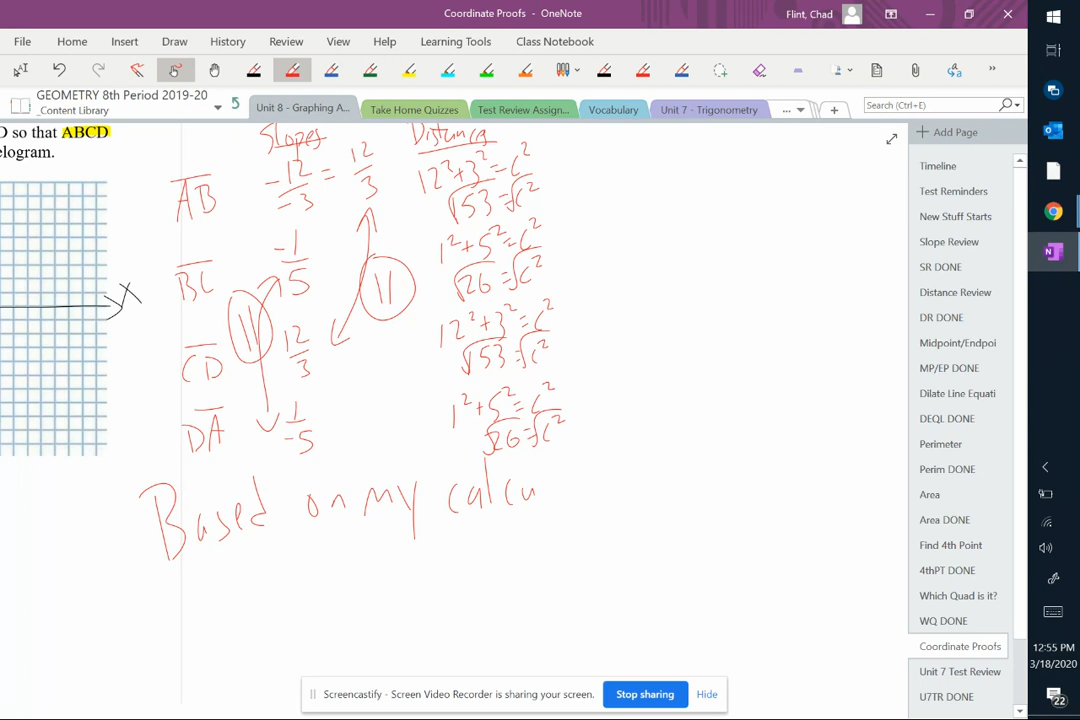 Coordinate Proofs - OneNote
Flint, Chad
File Home Insert Draw History Review View Help Learning Tools Class Notebook
GEOMETRY 8th Period 2019-20
_Content Library
Unit 8 - Graphing A... Take Home Quizzes Test Review Assign... Vocabulary Unit 7 - Trigonometry ...
Search (Ctrl+E)
D so that ABCD
elogram.
Slopes Distance
AB -12/-3 = 12/3 12²+3²=c²
√53=√c²
BC -1/5 1²+5²=c²
√26=√c²
CD 12/3 12²+3²=c²
√53=√c²
DA 1/-5 1²+5²=c²
√26=√c²
||
||
x
Based on my calcu
Add Page
Timeline
Test Reminders
New Stuff Starts
Slope Review
SR DONE
Distance Review
DR DONE
Midpoint/Endpoi
MP/EP DONE
Dilate Line Equati
DEQL DONE
Perimeter
Perim DONE
Area
Area DONE
Find 4th Point
4thPT DONE
Which Quad is it?
WQ DONE
Coordinate Proofs
Unit 7 Test Review
U7TR DONE
Screencastify - Screen Video Recorder is sharing your screen. Stop sharing Hide
12:55 PM
3/18/2020
22